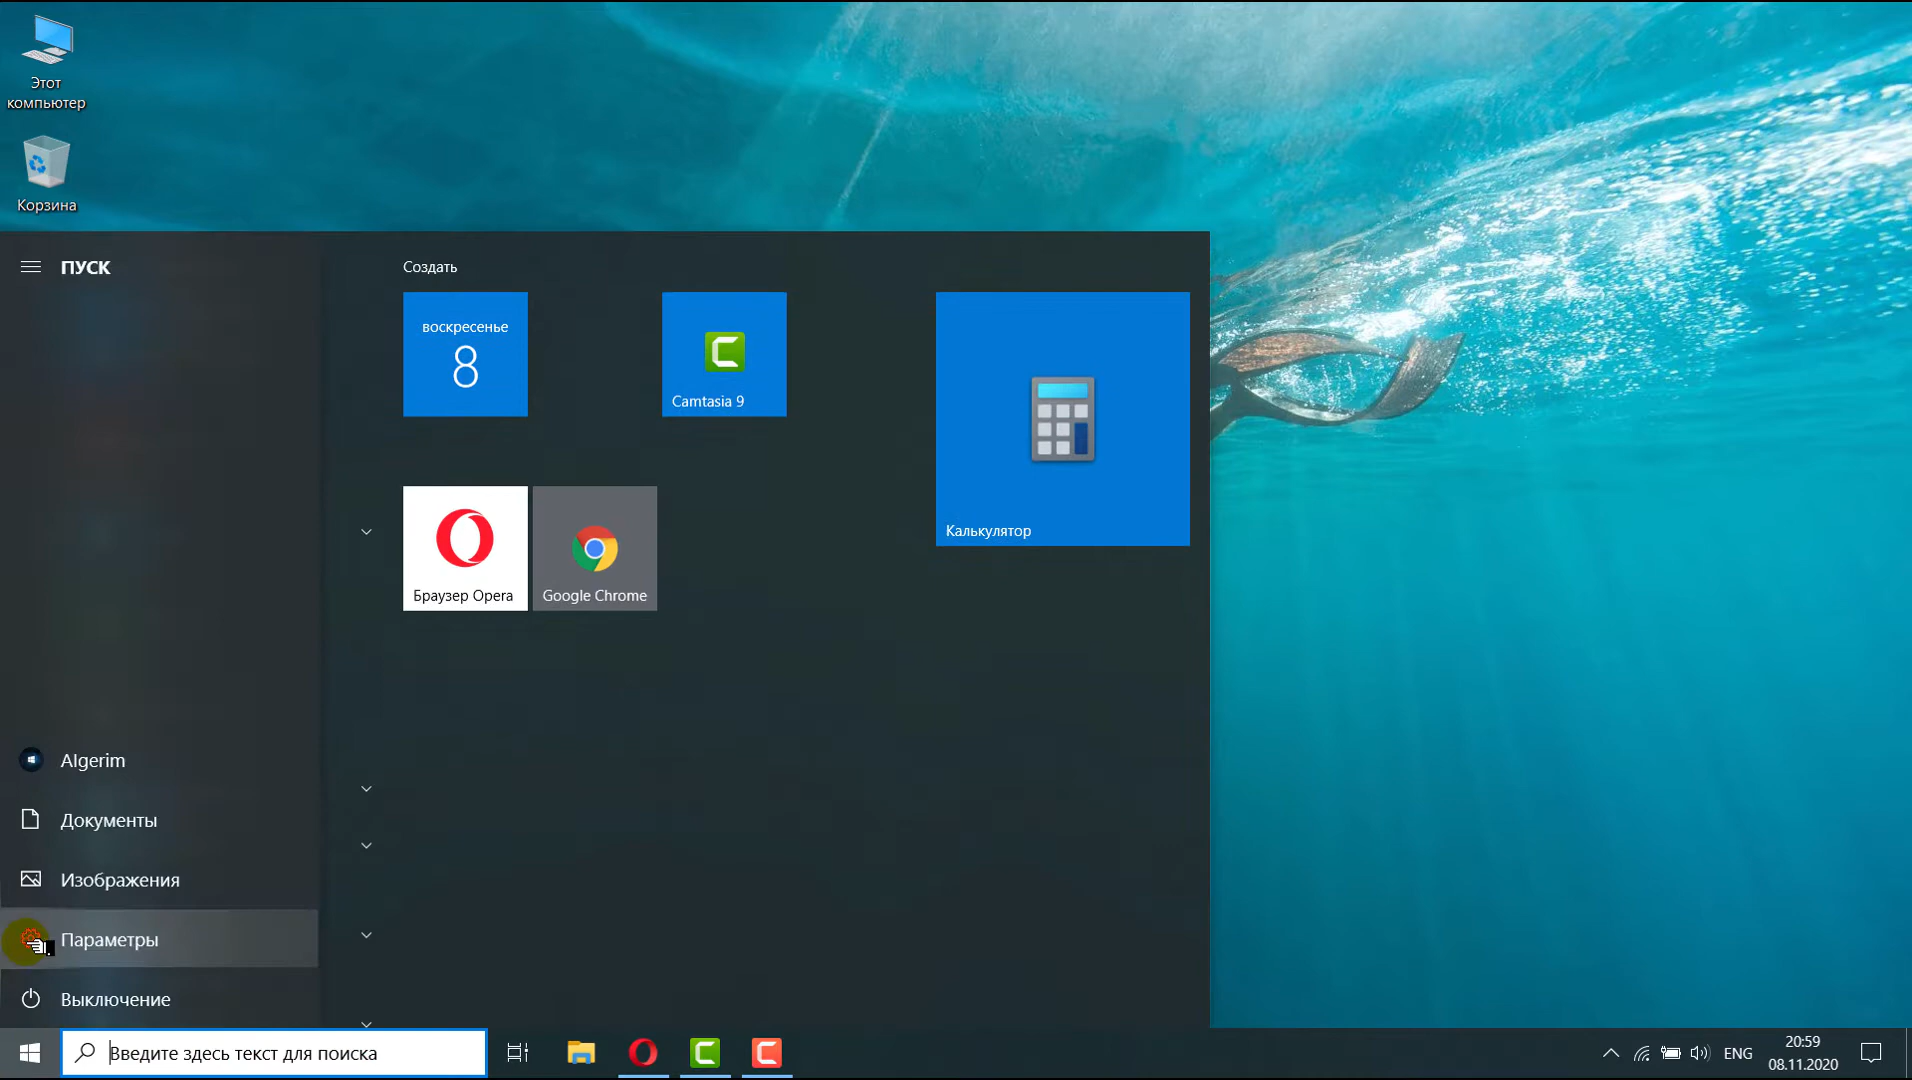 Этот
компьютер
Корзина
ПУСК
Создать
воскресенье
8
Camtasia 9
Калькулятор
Браузер Opera
Google Chrome
Algerim
Документы
Изображения
Параметры
Выключение
Введите здесь текст для поиска
ENG
20:59
08.11.2020